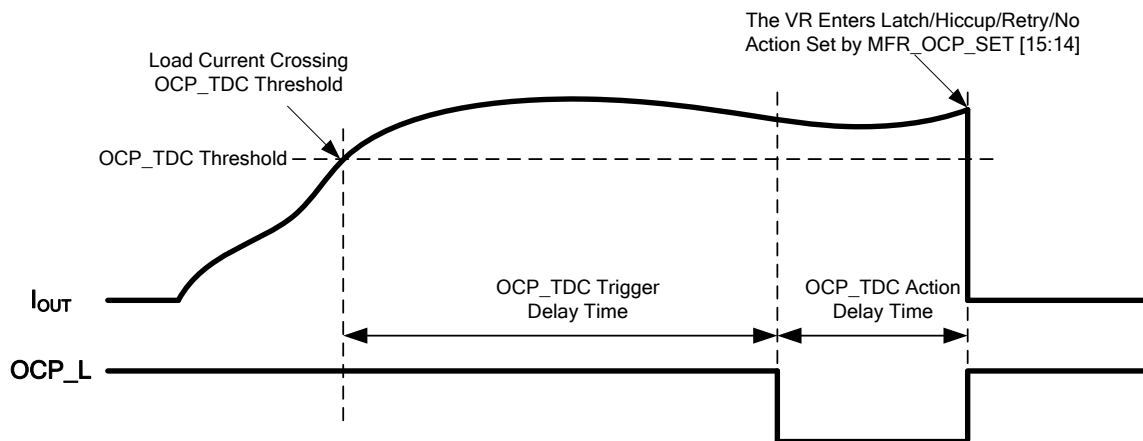 The VR Enters Latch/Hiccup/Retry/No
Action Set by MFR_OCP_SET [15:14]
Load Current Crossing
OCP_TDC Threshold
OCP_TDC Threshold
OCP_TDC Trigger
Delay Time
OCP_TDC Action
Delay Time
IOUT
OCP_L